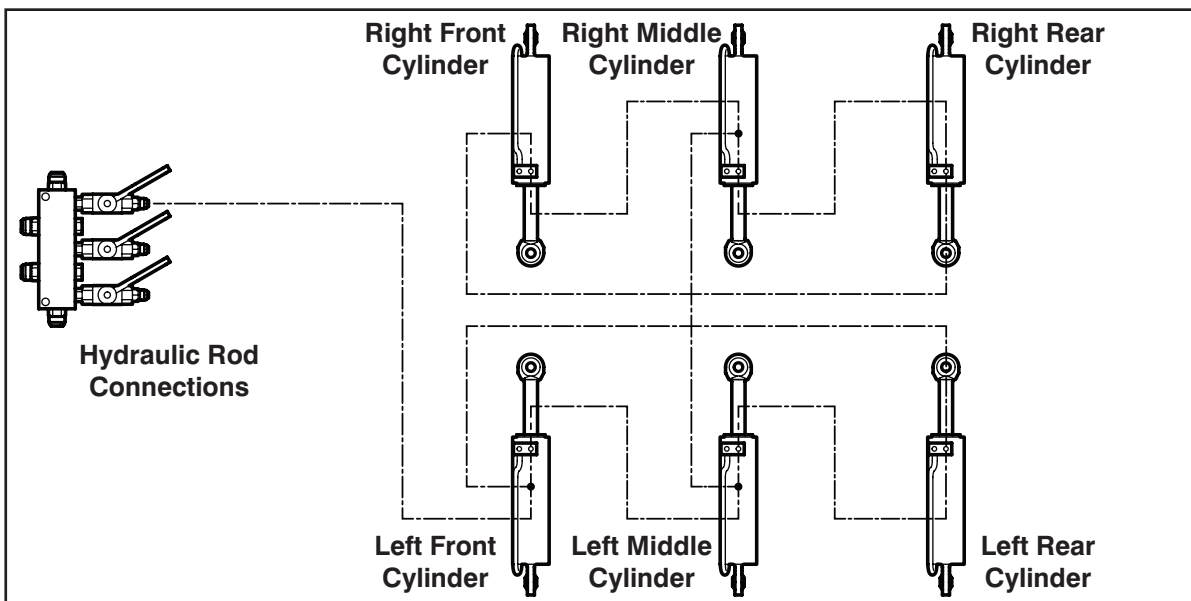 Right Front
Cylinder
Right Middle
Cylinder
Right Rear
Cylinder
Hydraulic Rod
Connections
Left Front
Cylinder
Left Middle
Cylinder
Left Rear
Cylinder